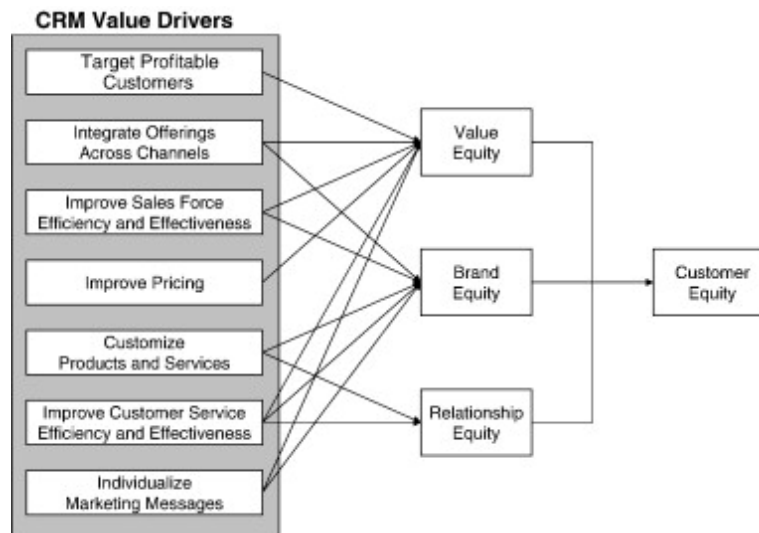 CRM Value Drivers
Target Profitable
Customers
Integrate Offerings
Across Channels
Improve Sales Force
Efficiency and Effectiveness
Improve Pricing
Customize
Products and Services
Improve Customer Service
Efficiency and Effectiveness
Individualize
Marketing Messages
Value
Equity
Brand
Equity
Relationship
Equity
Customer
Equity